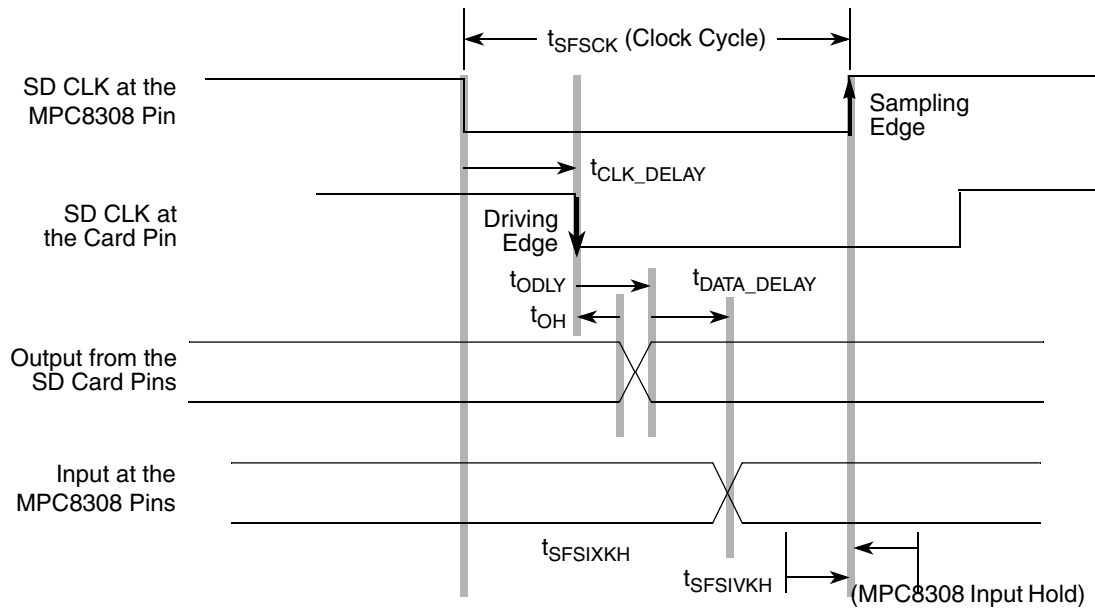 tSFSCK (Clock Cycle)
SD CLK at the
MPC8308 Pin
Sampling
Edge
tCLK_DELAY
SD CLK at
the Card Pin
Driving
Edge
tODLY
tDATA_DELAY
tOH
Output from the
SD Card Pins
Input at the
MPC8308 Pins
tSFSIXKH
tSFSIVKH
(MPC8308 Input Hold)